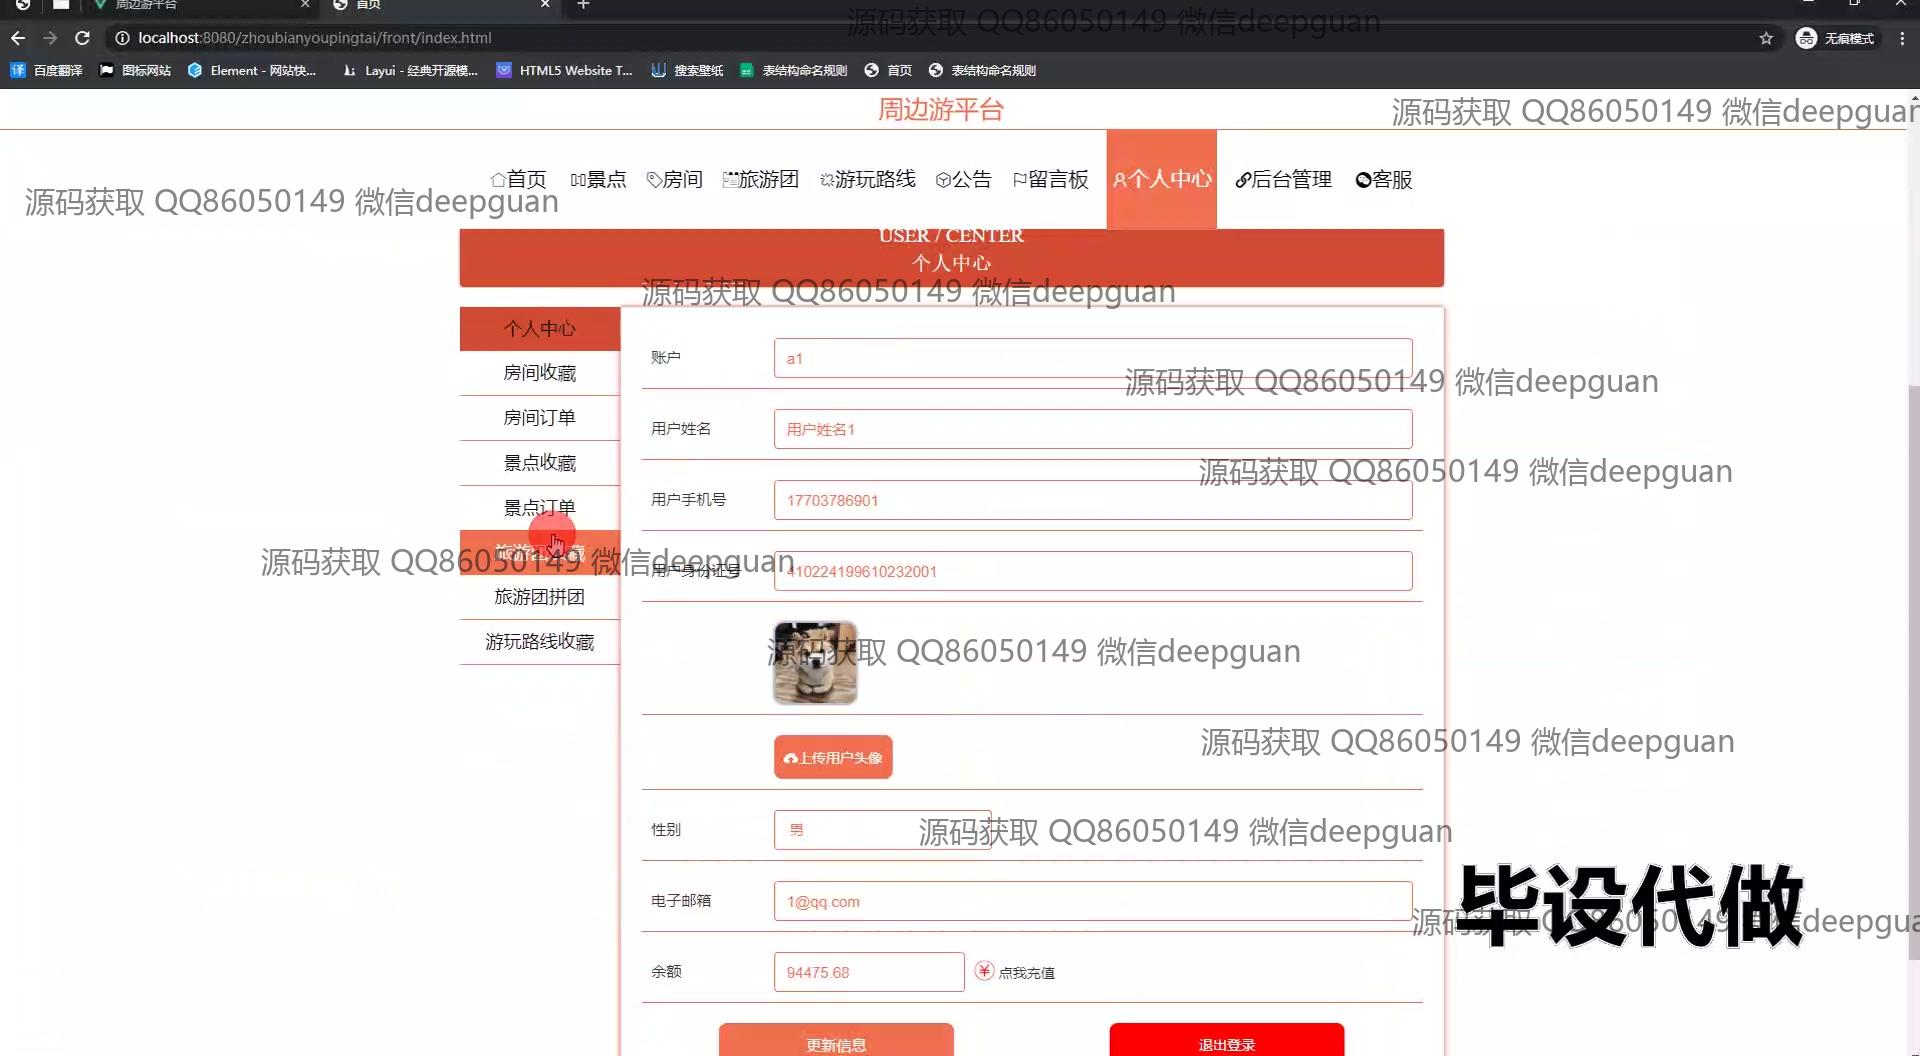 周边游平台
首页
localhost:8080/zhoubianyoupingtai/front/index.html
无痕模式
百度翻译
图标网站
Element - 网站快...
Layui - 经典开源模...
HTML5 Website T...
搜索壁纸
表结构命名规则
首页
表结构命名规则
源码获取 QQ86050149 微信deepguan
周边游平台
源码获取 QQ86050149 微信deepguan
首页
景点
房间
旅游团
游玩路线
公告
留言板
个人中心
后台管理
客服
源码获取 QQ86050149 微信deepguan
USER / CENTER
个人中心
源码获取 QQ86050149 微信deepguan
个人中心
房间收藏
房间订单
景点收藏
景点订单
旅游团收藏
旅游团拼团
游玩路线收藏
账户
a1
源码获取 QQ86050149 微信deepguan
用户姓名
用户姓名1
源码获取 QQ86050149 微信deepguan
用户手机号
17703786901
源码获取 QQ86050149 微信deepguan
用户身份证号
410224199610232001
源码获取 QQ86050149 微信deepguan
上传用户头像
源码获取 QQ86050149 微信deepguan
性别
男
源码获取 QQ86050149 微信deepguan
电子邮箱
1@qq.com
毕设代做
源码获取 QQ86050149 微信deepgua
余额
94475.68
点我充值
更新信息
退出登录